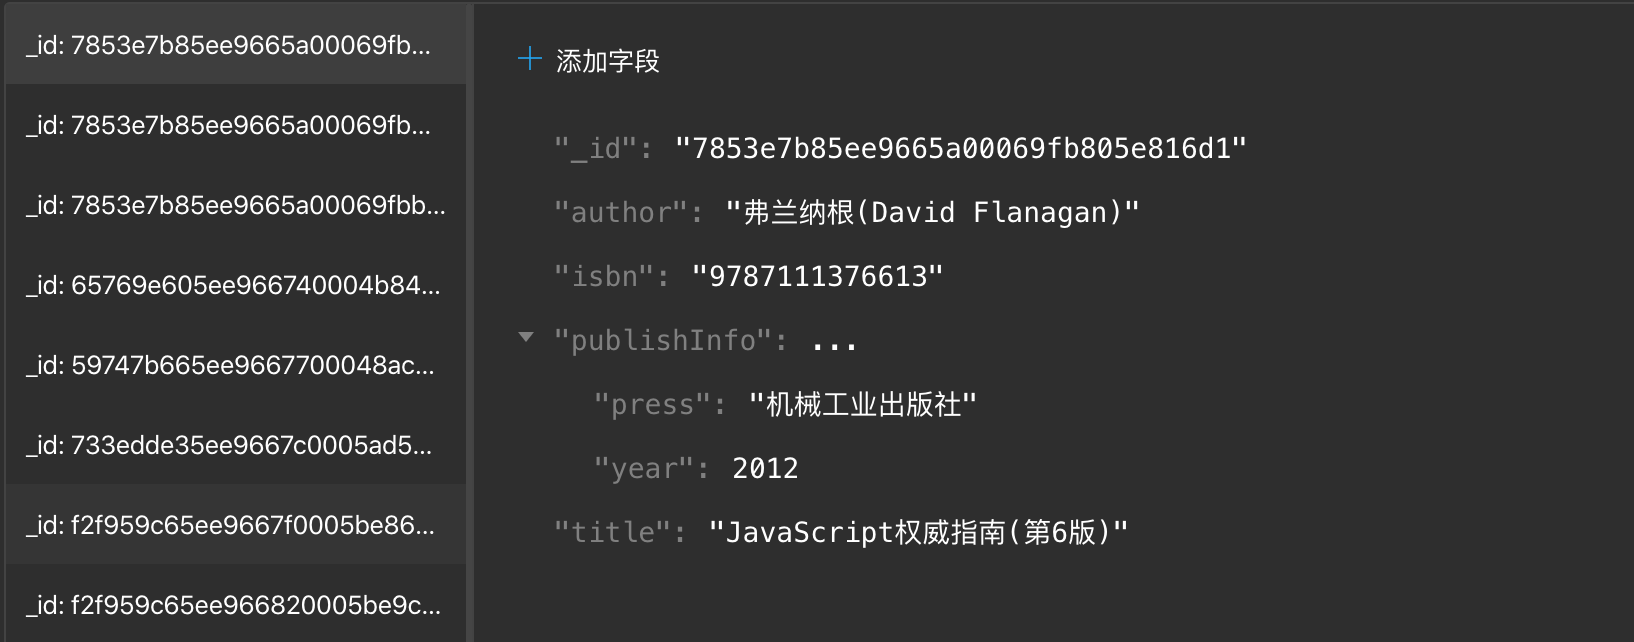 _id: 7853e7b85ee9665a00069fb...
_id: 7853e7b85ee9665a00069fb...
_id: 7853e7b85ee9665a00069fbb...
_id: 65769e605ee966740004b84...
_id: 59747b665ee9667700048ac...
_id: 733edde35ee9667c0005ad5...
_id: f2f959c65ee9667f0005be86...
_id: f2f959c65ee966820005be9c...
添加字段
"_id": "7853e7b85ee9665a00069fb805e816d1"
"author": "弗兰纳根(David Flanagan)"
"isbn": "9787111376613"
"publishInfo": ...
"press": "机械工业出版社"
"year": 2012
"title": "JavaScript权威指南(第6版)"